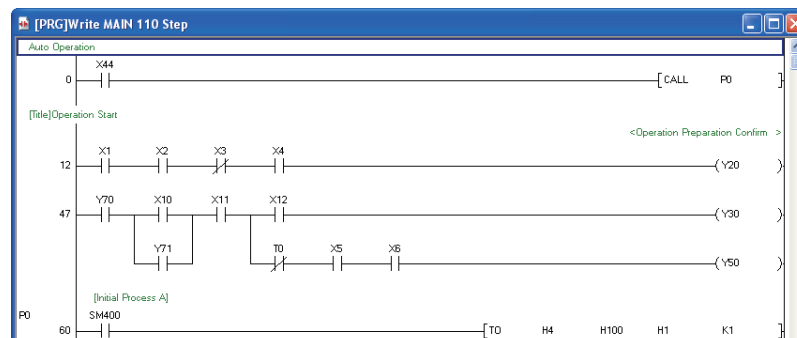 [PRG]Write MAIN 110 Step
Auto Operation
X44
0 CALL P0
[Title]Operation Start
<Operation Preparation Confirm >
X1 X2 X3 X4
12 Y20
Y70 X10 X11 X12
47 Y30
Y71 T0 X5 X6
Y50
[Initial Process A]
P0 SM400
60 TO H4 H100 H1 K1